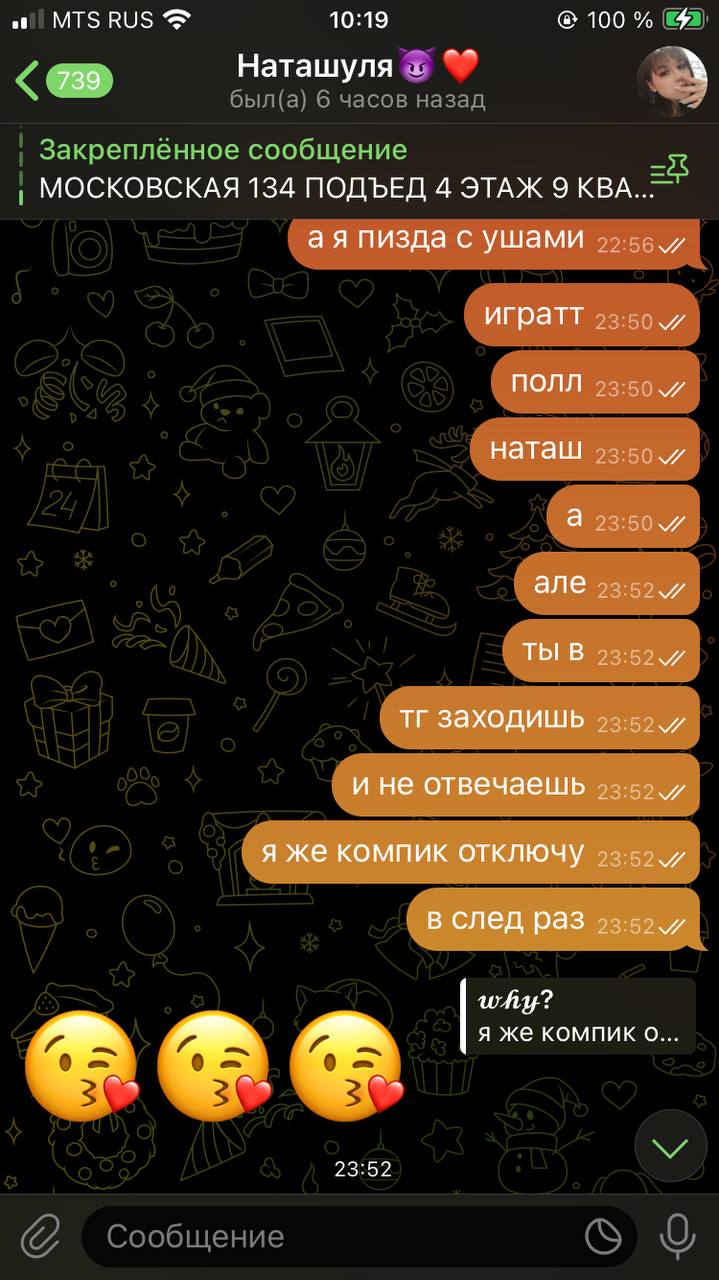 MTS RUS 10:19 100 %
739 Наташуля😈❤️
был(а) 6 часов назад
Закреплённое сообщение
МОСКОВСКАЯ 134 ПОДЪЕД 4 ЭТАЖ 9 КВА...
а я пизда с ушами 22:56
24
игратт 23:50
полл 23:50
наташ 23:50
а 23:50
але 23:52
ты в 23:52
тг заходишь 23:52
и не отвечаешь 23:52
я же компик отключу 23:52
в след раз 23:52
𝔀𝓱𝔂?
я же компик о...
😘😘😘
23:52
Сообщение